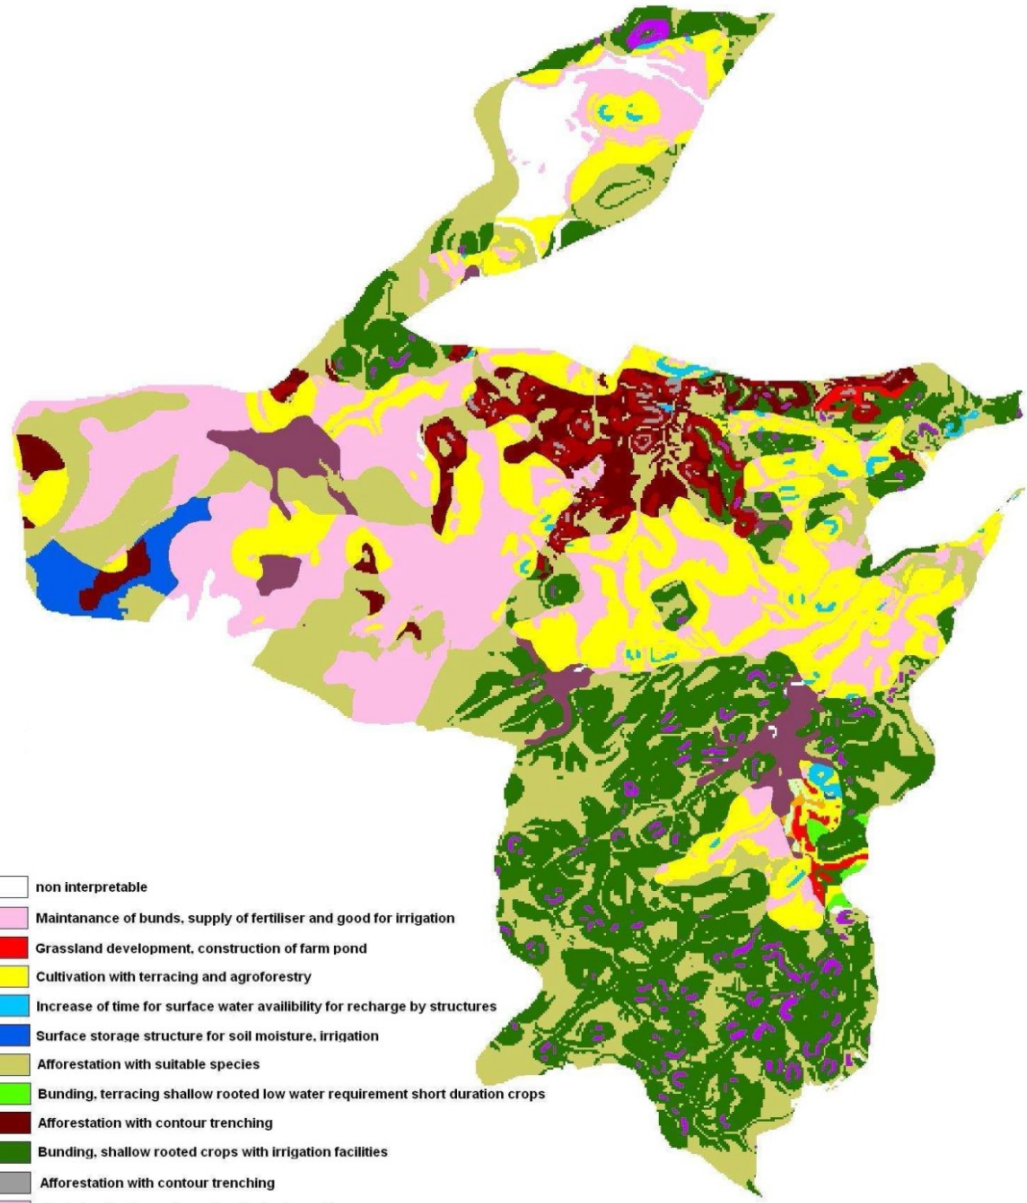 non interpretable
Maintanance of bunds, supply of fertiliser and good for irrigation
Grassland development, construction of farm pond
Cultivation with terracing and agroforestry
Increase of time for surface water availibility for recharge by structures
Surface storage structure for soil moisture, irrigation
Afforestation with suitable species
Bunding, terracing shallow rooted low water requirement short duration crops
Afforestation with contour trenching
Bunding, shallow rooted crops with irrigation facilities
Afforestation with contour trenching